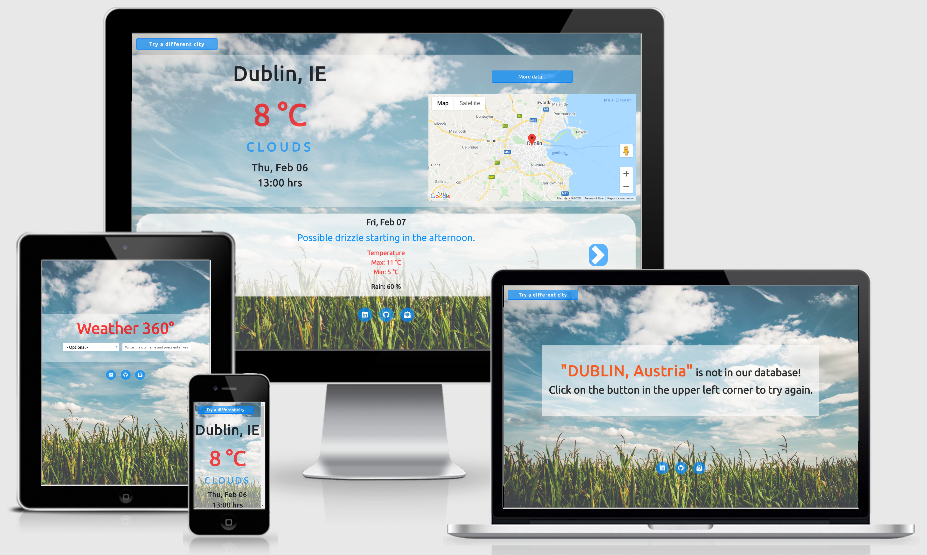 Try a different city
Dublin, IE
8 °C
CLOUDS
Thu, Feb 06
13:00 hrs
More data
Map
Satellite
Dublin
Fri, Feb 07
Possible drizzle starting in the afternoon.
Temperature
Max: 11 °C
Min: 5 °C
Rain: 60 %
Weather 360°
Try a different city
Dublin, IE
8 °C
CLOUDS
Thu, Feb 06
13:00 hrs
Try a different city
"DUBLIN, Austria" is not in our database!
Click on the button in the upper left corner to try again.